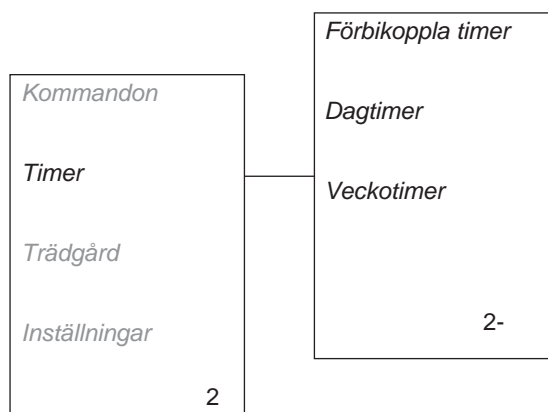 Kommandon
Timer
Trädgård
Inställningar
2
Förbikoppla timer
Dagtimer
Veckotimer
2-